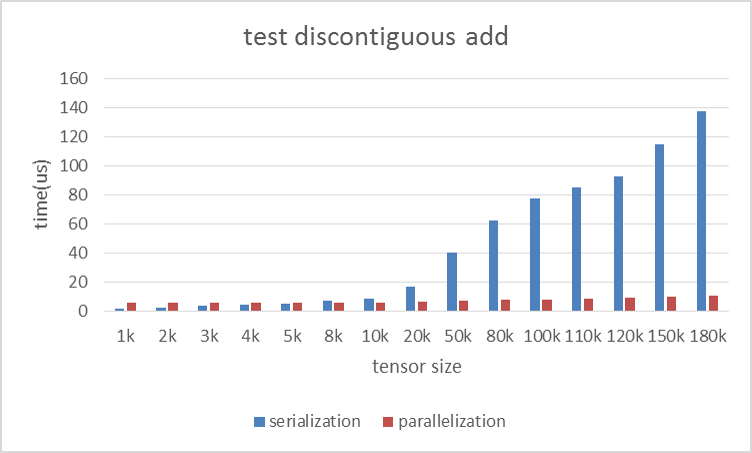 test discontiguous add
160
140
120
100
80
60
40
20
0
time(us)
1k 2k 3k 4k 5k 8k 10k 20k 50k 80k 100k 110k 120k 150k 180k
tensor size
serialization parallelization